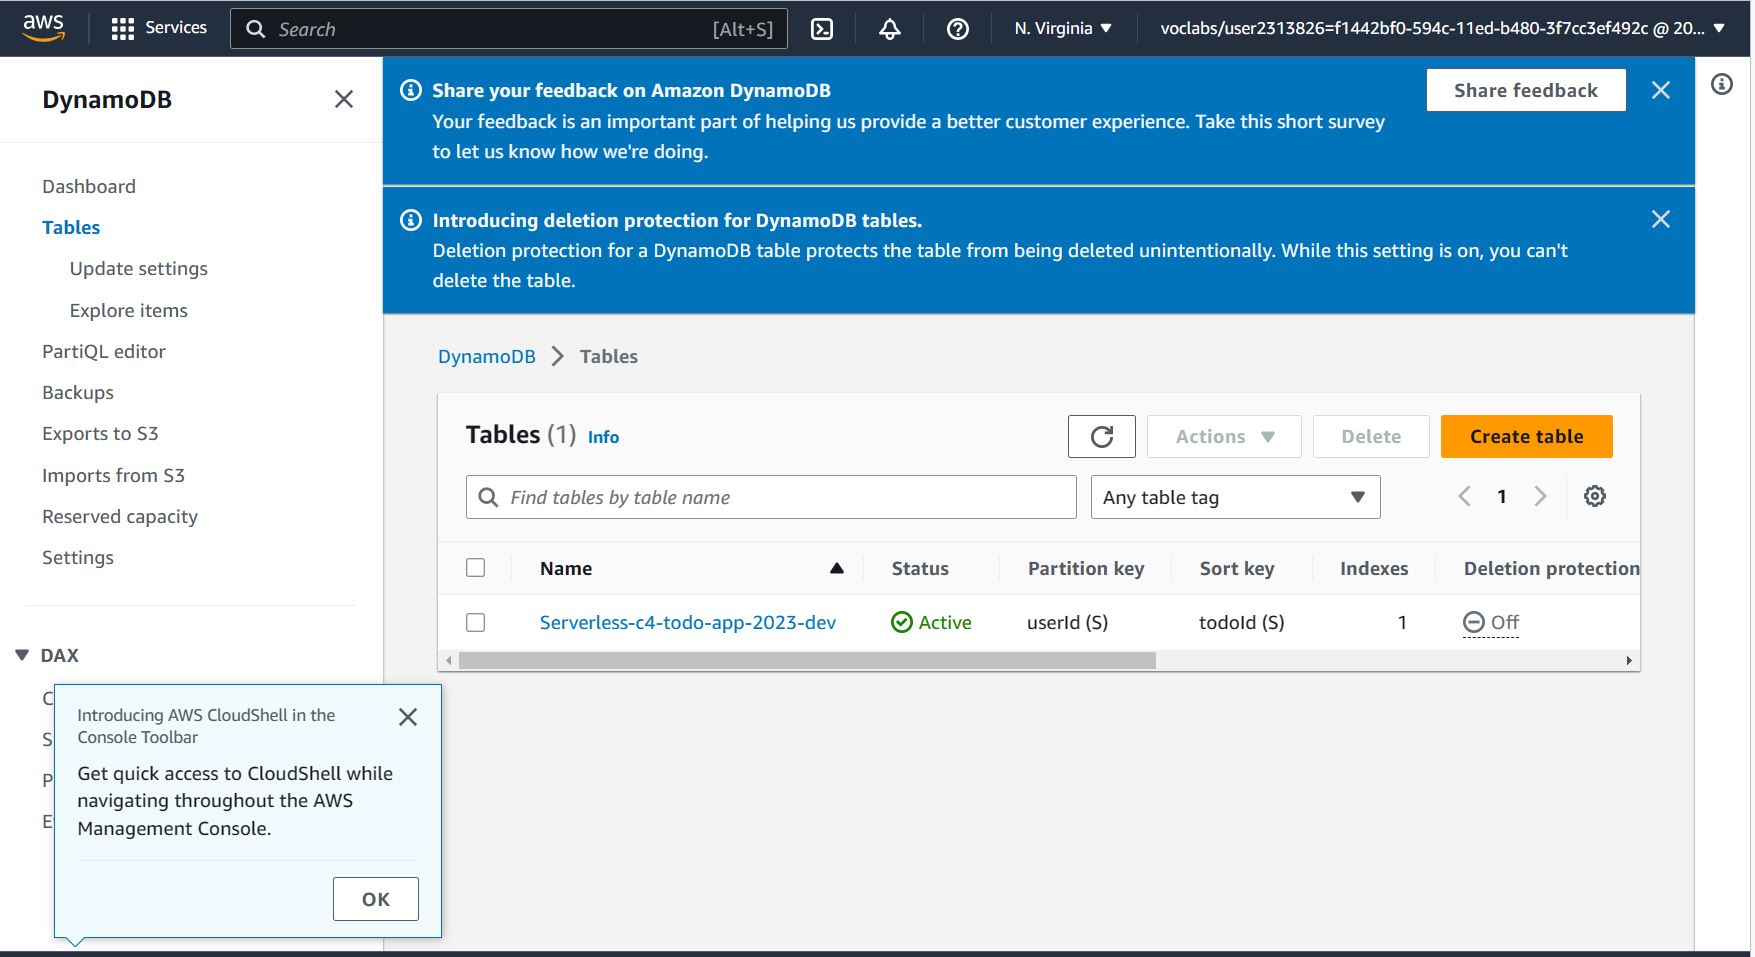 aws
Services
Search
[Alt+S]
N. Virginia
voclabs/user2313826=f1442bf0-594c-11ed-b480-3f7cc3ef492c @ 20...
DynamoDB
Dashboard
Tables
Update settings
Explore items
PartiQL editor
Backups
Exports to S3
Imports from S3
Reserved capacity
Settings
DAX
C
S
P
E
Introducing AWS CloudShell in the
Console Toolbar
Get quick access to CloudShell while
navigating throughout the AWS
Management Console.
OK
Share your feedback on Amazon DynamoDB
Your feedback is an important part of helping us provide a better customer experience. Take this short survey
to let us know how we're doing.
Share feedback
Introducing deletion protection for DynamoDB tables.
Deletion protection for a DynamoDB table protects the table from being deleted unintentionally. While this setting is on, you can't
delete the table.
DynamoDB Tables
Tables (1) Info
Actions
Delete
Create table
Find tables by table name
Any table tag
1
Name Status Partition key Sort key Indexes Deletion protection
Serverless-c4-todo-app-2023-dev Active userId (S) todoId (S) 1 Off